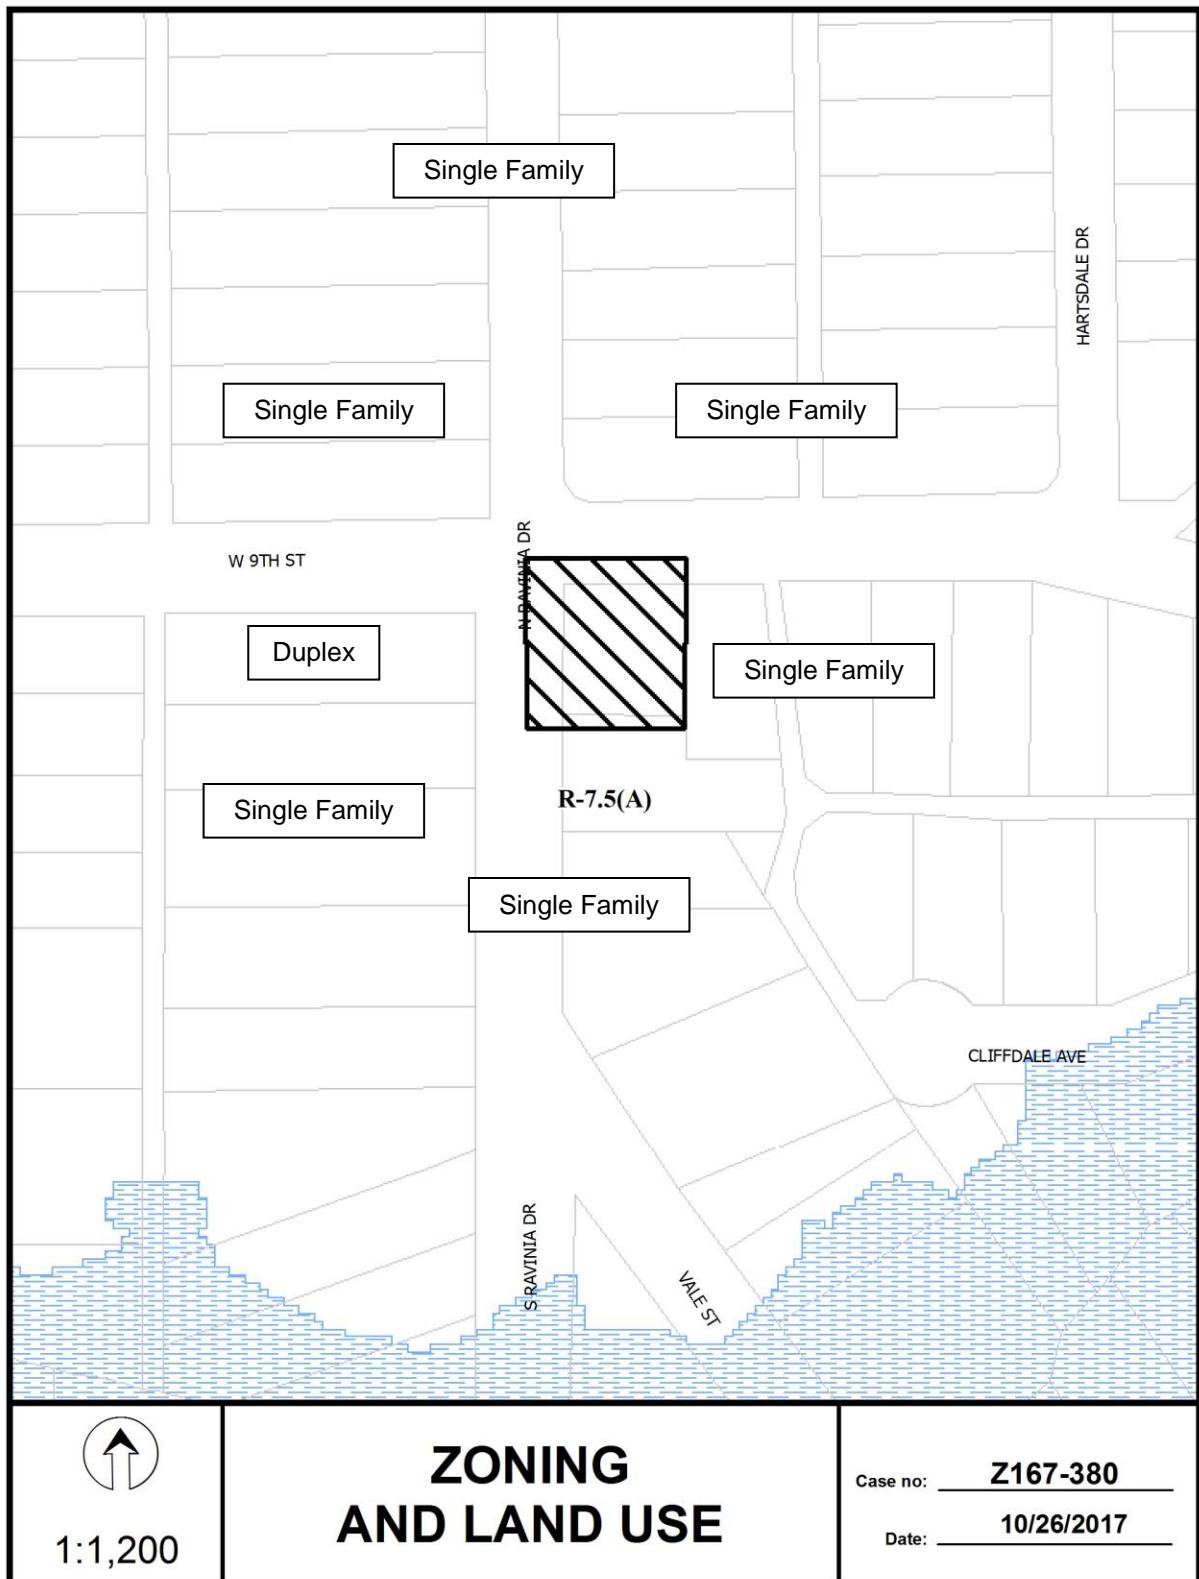 Single Family
HARTSDALE DR
Single Family
Single Family
W 9TH ST
N RAVINIA DR
Duplex
Single Family
Single Family
R-7.5(A)
Single Family
CLIFFDALE AVE
S RAVINIA DR
VALE ST
1:1,200
ZONING
AND LAND USE
Case no: Z167-380
Date: 10/26/2017